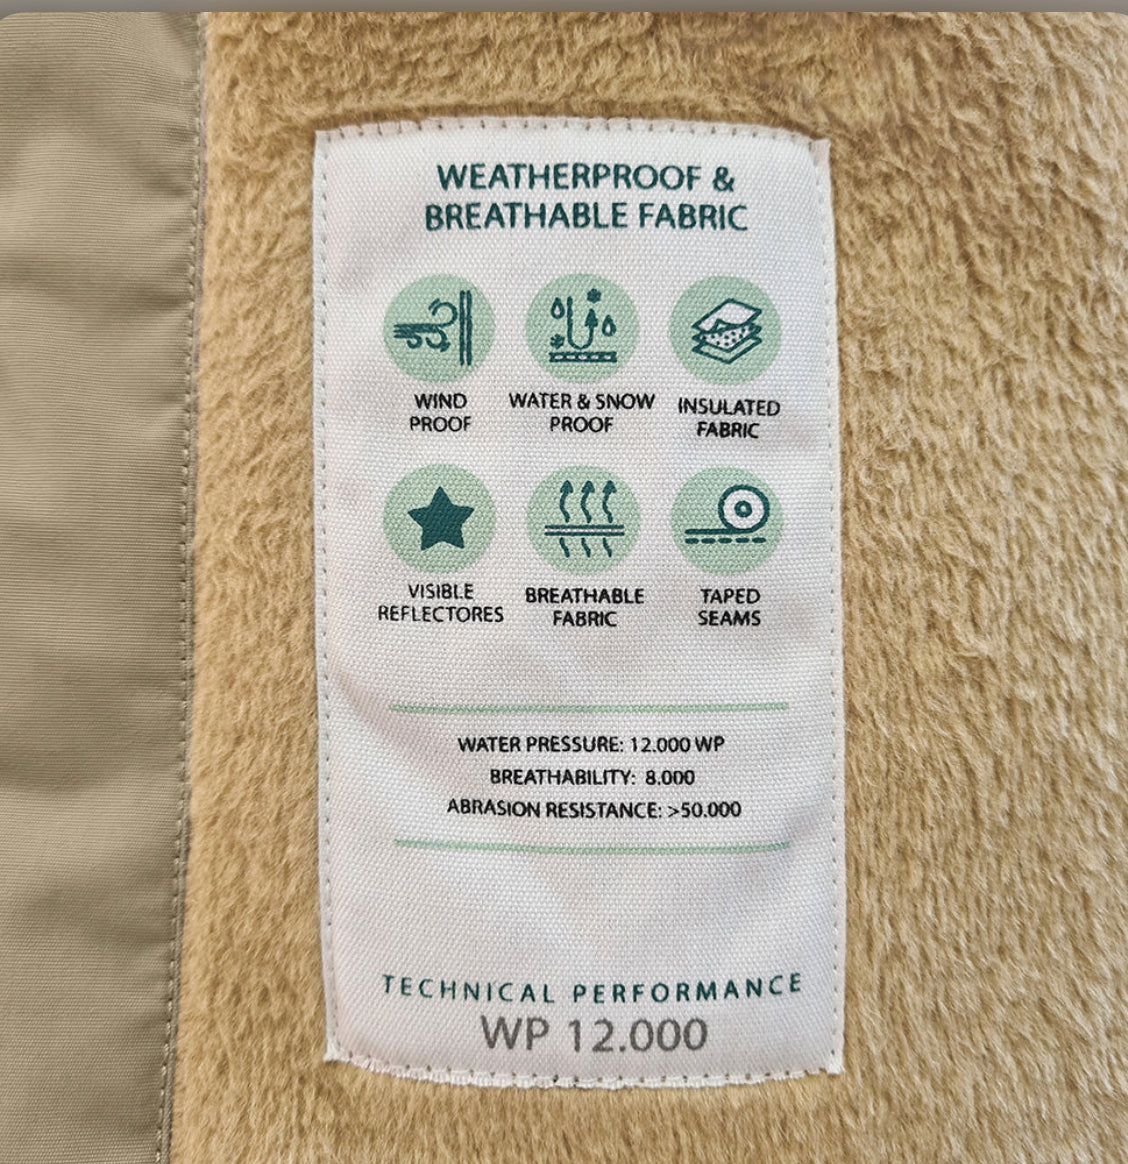 WEATHERPROOF &
BREATHABLE FABRIC
WIND
PROOF
WATER & SNOW
PROOF
INSULATED
FABRIC
VISIBLE
REFLECTORES
BREATHABLE
FABRIC
TAPED
SEAMS
WATER PRESSURE: 12.000 WP
BREATHABILITY: 8.000
ABRASION RESISTANCE: >50.000
TECHNICAL PERFORMANCE
WP 12.000